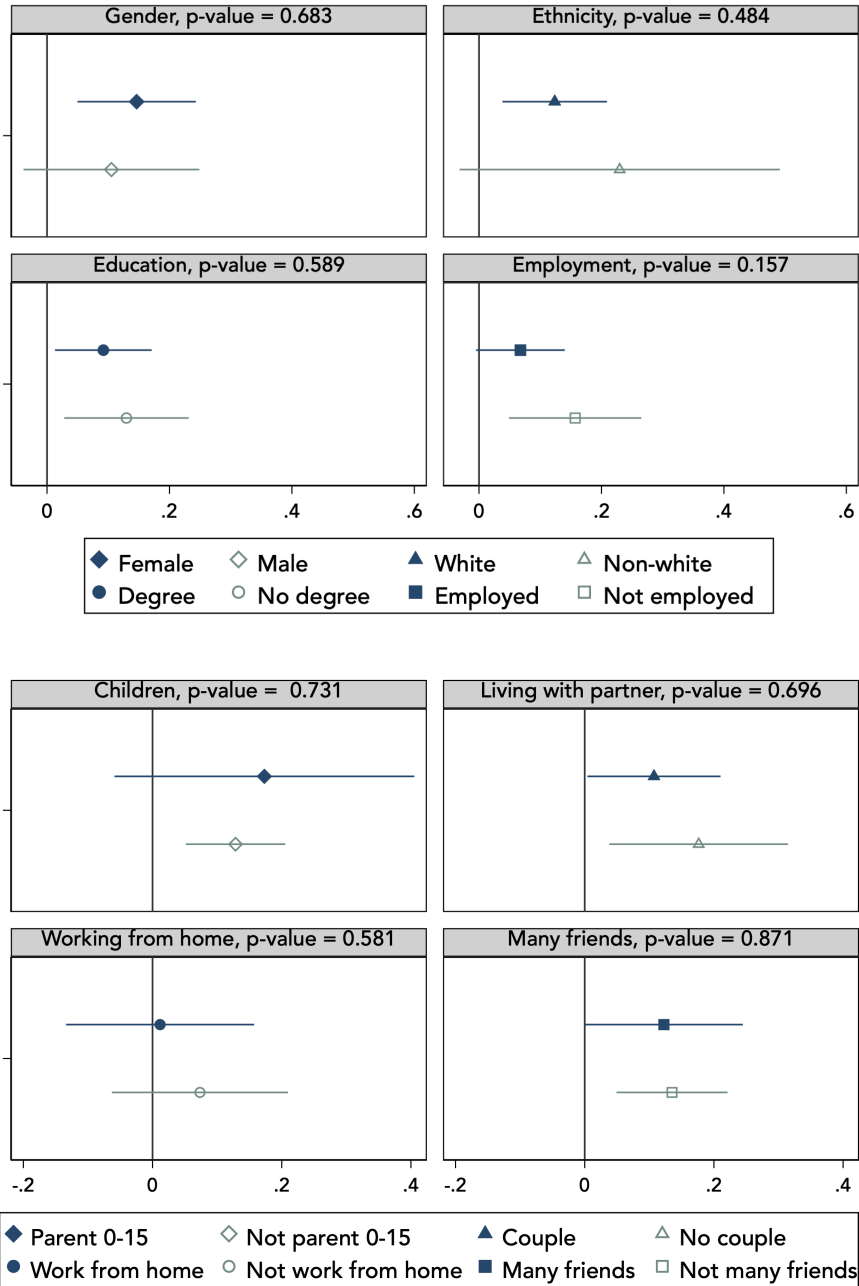 Gender, p-value = 0.683
Ethnicity, p-value = 0.484
Education, p-value = 0.589
Employment, p-value = 0.157
0 .2 .4 .6
0 .2 .4 .6
Female Male White Non-white
Degree No degree Employed Not employed
Children, p-value = 0.731
Living with partner, p-value = 0.696
Working from home, p-value = 0.581
Many friends, p-value = 0.871
-.2 0 .2 .4
-.2 0 .2 .4
Parent 0-15 Not parent 0-15 Couple No couple
Work from home Not work from home Many friends Not many friends